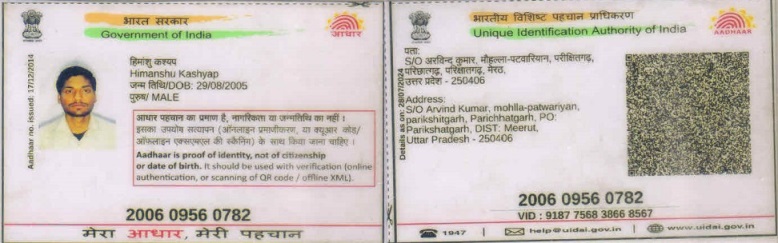 भारत सरकार
Government of India
आधार
Aadhaar no. issued: 17/12/2014
हिमांशु कश्यप
Himanshu Kashyap
जन्म तिथि/DOB: 29/08/2005
पुरुष/ MALE
आधार पहचान का प्रमाण है, नागरिकता या जन्मतिथि का नहीं ।
इसका उपयोग सत्यापन (ऑनलाइन प्रमाणीकरण, या क्यूआर कोड/
ऑफलाइन एक्सएमएल की स्कैनिंग) के साथ किया जाना चाहिए ।
Aadhaar is proof of identity, not of citizenship
or date of birth. It should be used with verification (online
authentication, or scanning of QR code / offline XML).
2006 0956 0782
मेरा आधार, मेरी पहचान
भारतीय विशिष्ट पहचान प्राधिकरण
Unique Identification Authority of India
AADHAAR
Details as on: 28/07/2024
पता:
S/O अरविन्द कुमार, मोहल्ला-पटवारियान, परीक्षितगढ़,
परिछातगढ़, परिक्षातगढ़, मेरठ,
उत्तर प्रदेश - 250406
Address:
S/O Arvind Kumar, mohlla-patwariyan,
parikshitgarh, Parichhatgarh, PO:
Parikshatgarh, DIST: Meerut,
Uttar Pradesh - 250406
2006 0956 0782
VID : 9187 7568 3866 8567
1947 | help@uidai.gov.in | www.uidai.gov.in